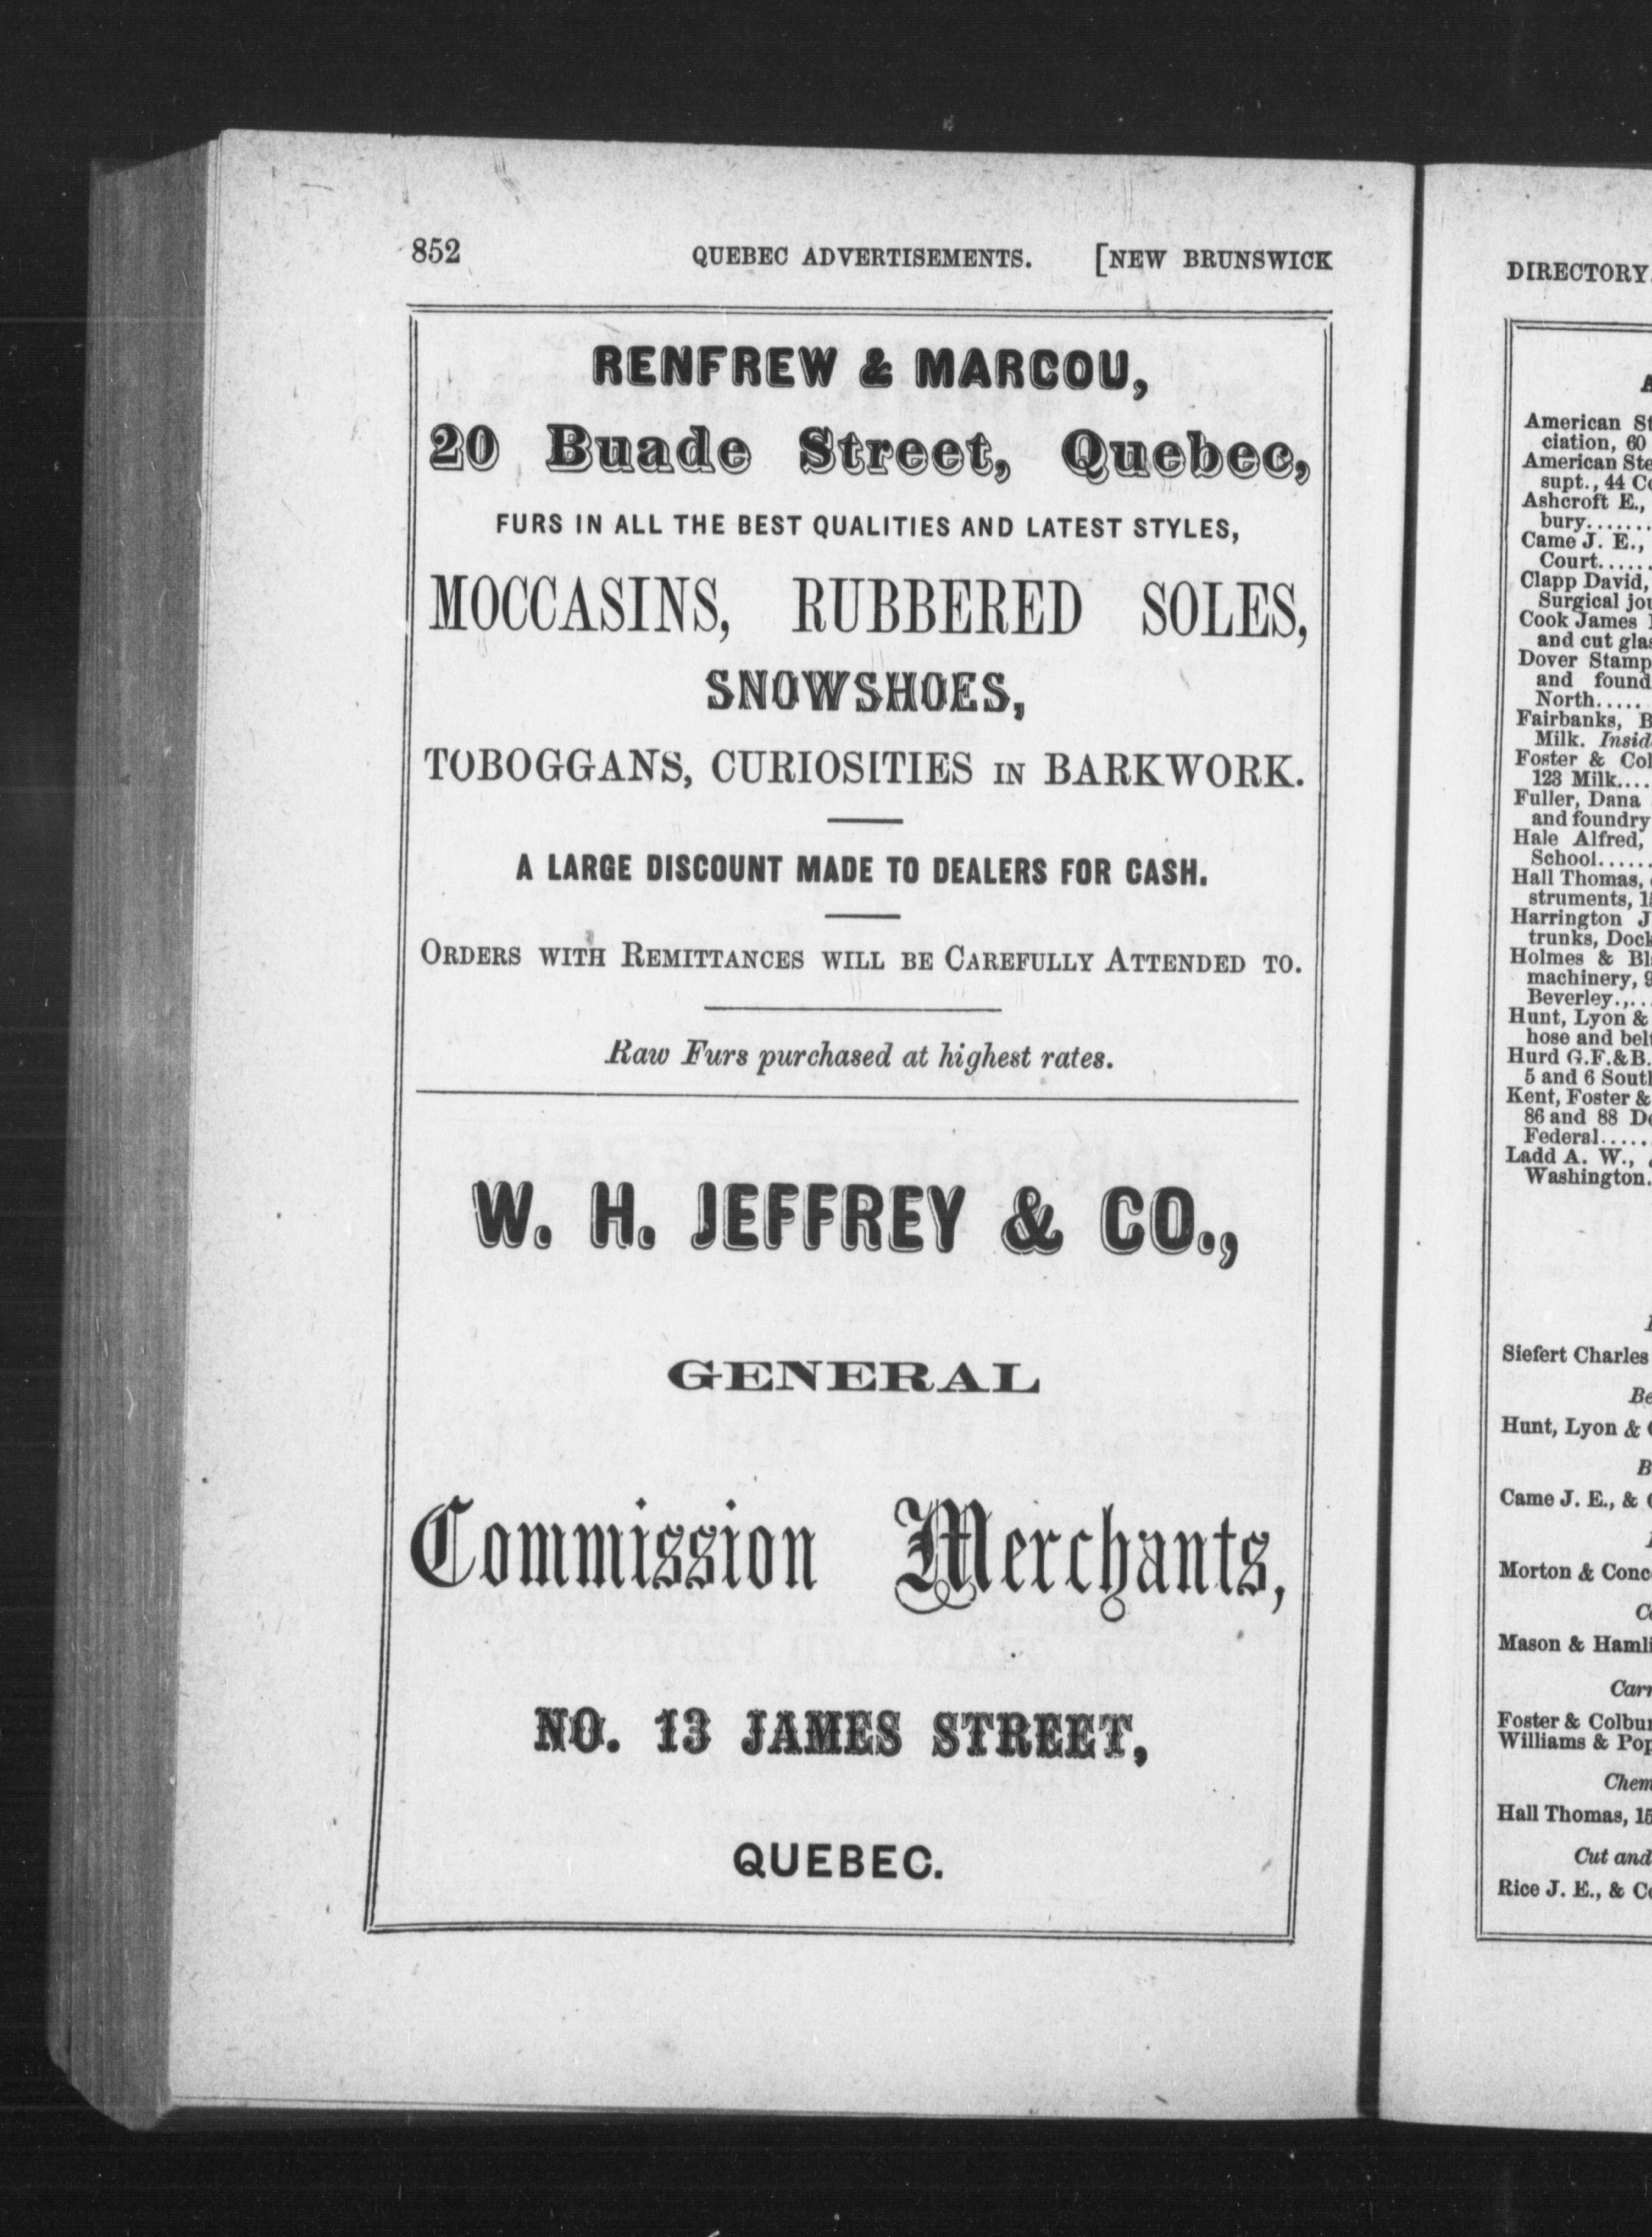 852 QUEBEC ADVERTISEMENTS. [NEW BRUNSWICK
RENFREW & MARCOU,
20 Buade Street, Quebec,
FURS IN ALL THE BEST QUALITIES AND LATEST STYLES,
MOCCASINS, RUBBERED SOLES,
SNOWSHOES,
TOBOGGANS, CURIOSITIES IN BARKWORK.
A LARGE DISCOUNT MADE TO DEALERS FOR CASH.
ORDERS WITH REMITTANCES WILL BE CAREFULLY ATTENDED TO.
Raw Furs purchased at highest rates.
W. H. JEFFREY & CO.,
GENERAL
Commission Merchants,
NO. 13 JAMES STREET,
QUEBEC.
DIRECTORY.
American
ciation, 60
American
supt., 44
Ashcroft E.,
bury......
Came J. E.,
Court.....
Clapp David,
Surgical
Cook James
and cut
Dover Stamp
and
North.....
Fairbanks,
Milk.
Foster &
123 Milk....
Fuller, Dana
and foundry
Hale Alfred,
School......
Hall Thomas,
struments,
Harrington
trunks,
Holmes &
machinery,
Beverley....
Hunt, Lyon &
hose and
Hurd G.F.&B.
5 and 6
Kent, Foster &
86 and 88
Federal.....
Ladd A. W.,
Washington.
Siefert Charles
Hunt, Lyon &
Came J. E., &
Morton &
Mason &
Foster &
Williams &
Hall Thomas,
Cut and
Rice J. E., &